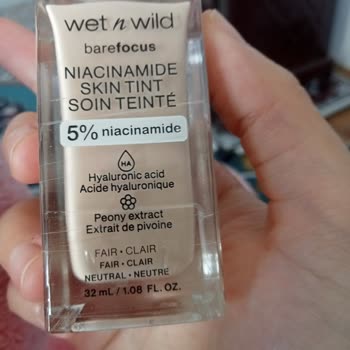 wet n wild
barefocus
NIACINAMIDE
SKIN TINT
SOIN TEINTÉ
5% niacinamide
HA
Hyaluronic acid
Acide hyaluronique
Peony extract
Extrait de pivoine
FAIR • CLAIR
FAIR • CLAIR
NEUTRAL • NEUTRE
32 mL / 1.08 FL. OZ.